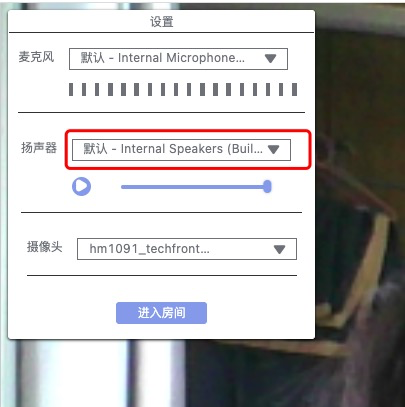 设置
麦克风 默认 - Internal Microphone...
扬声器 默认 - Internal Speakers (Buil...
摄像头 hm1091_techfront...
进入房间